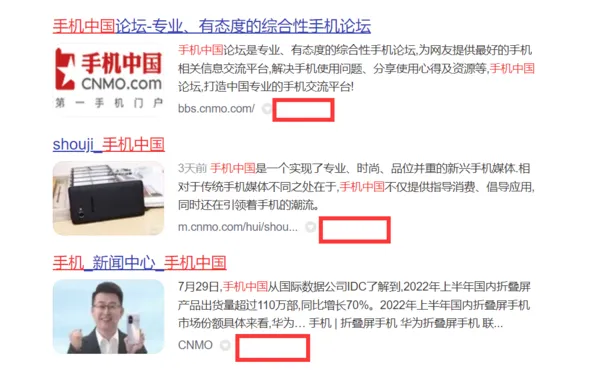 手机中国论坛-专业、有态度的综合性手机论坛
手机中国
CNMO.com
第一手机门户
手机中国论坛是专业、有态度的综合性手机论坛,为网友提供最好的手机
相关信息交流平台,解决手机使用问题、分享使用心得及资源等,手机中国
论坛,打造中国专业的手机交流平台!
bbs.cnmo.com/
shouji_手机中国
3天前 手机中国是一个实现了专业、时尚、品位并重的新兴手机媒体.相
对于传统手机媒体不同之处在于,手机中国不仅提供指导消费、倡导应用,
同时还在引领着手机的潮流。
m.cnmo.com/hui/shou...
手机_新闻中心_手机中国
7月29日,手机中国从国际数据公司IDC了解到,2022年上半年国内折叠屏
产品出货量超过110万部,同比增长70%。2022年上半年国内折叠屏手机
市场份额具体来看,华为... 手机 | 折叠屏手机 华为折叠屏手机 联...
CNMO